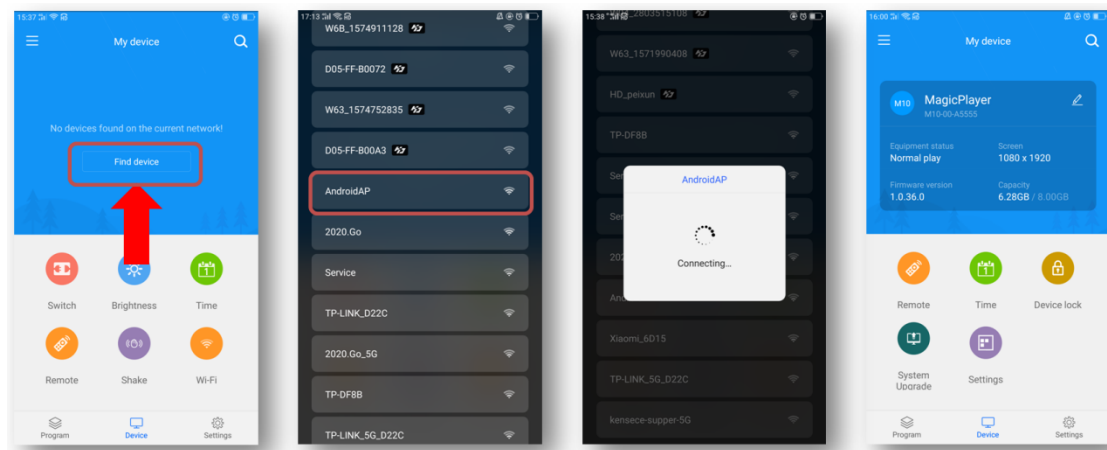 15:37
My device
No devices found on the current network!
Find device
Switch
Brightness
Time
Remote
Shake
Wi-Fi
Program
Device
Settings
17:13
W6B_1574911128
D05-FF-B0072
W63_1574752835
D05-FF-B00A3
AndroidAP
2020.Go
Service
TP-LINK_D22C
2020.Go_5G
TP-DF8B
TP-LINK_5G_D22C
15:38
W63_1571990408
HD_peixun
TP-DF8B
Ser
AndroidAP
Ser
202
Connecting...
An
Xiaomi_6D15
TP-LINK_5G_D22C
kensece-supper-5G
16:00
My device
M10
MagicPlayer
M10-00-A5555
Equipment status
Screen
Normal play
1080 x 1920
Firmware version
Capacity
1.0.36.0
6.28GB / 8.00GB
Remote
Time
Device lock
System
Upgrade
Settings
Program
Device
Settings